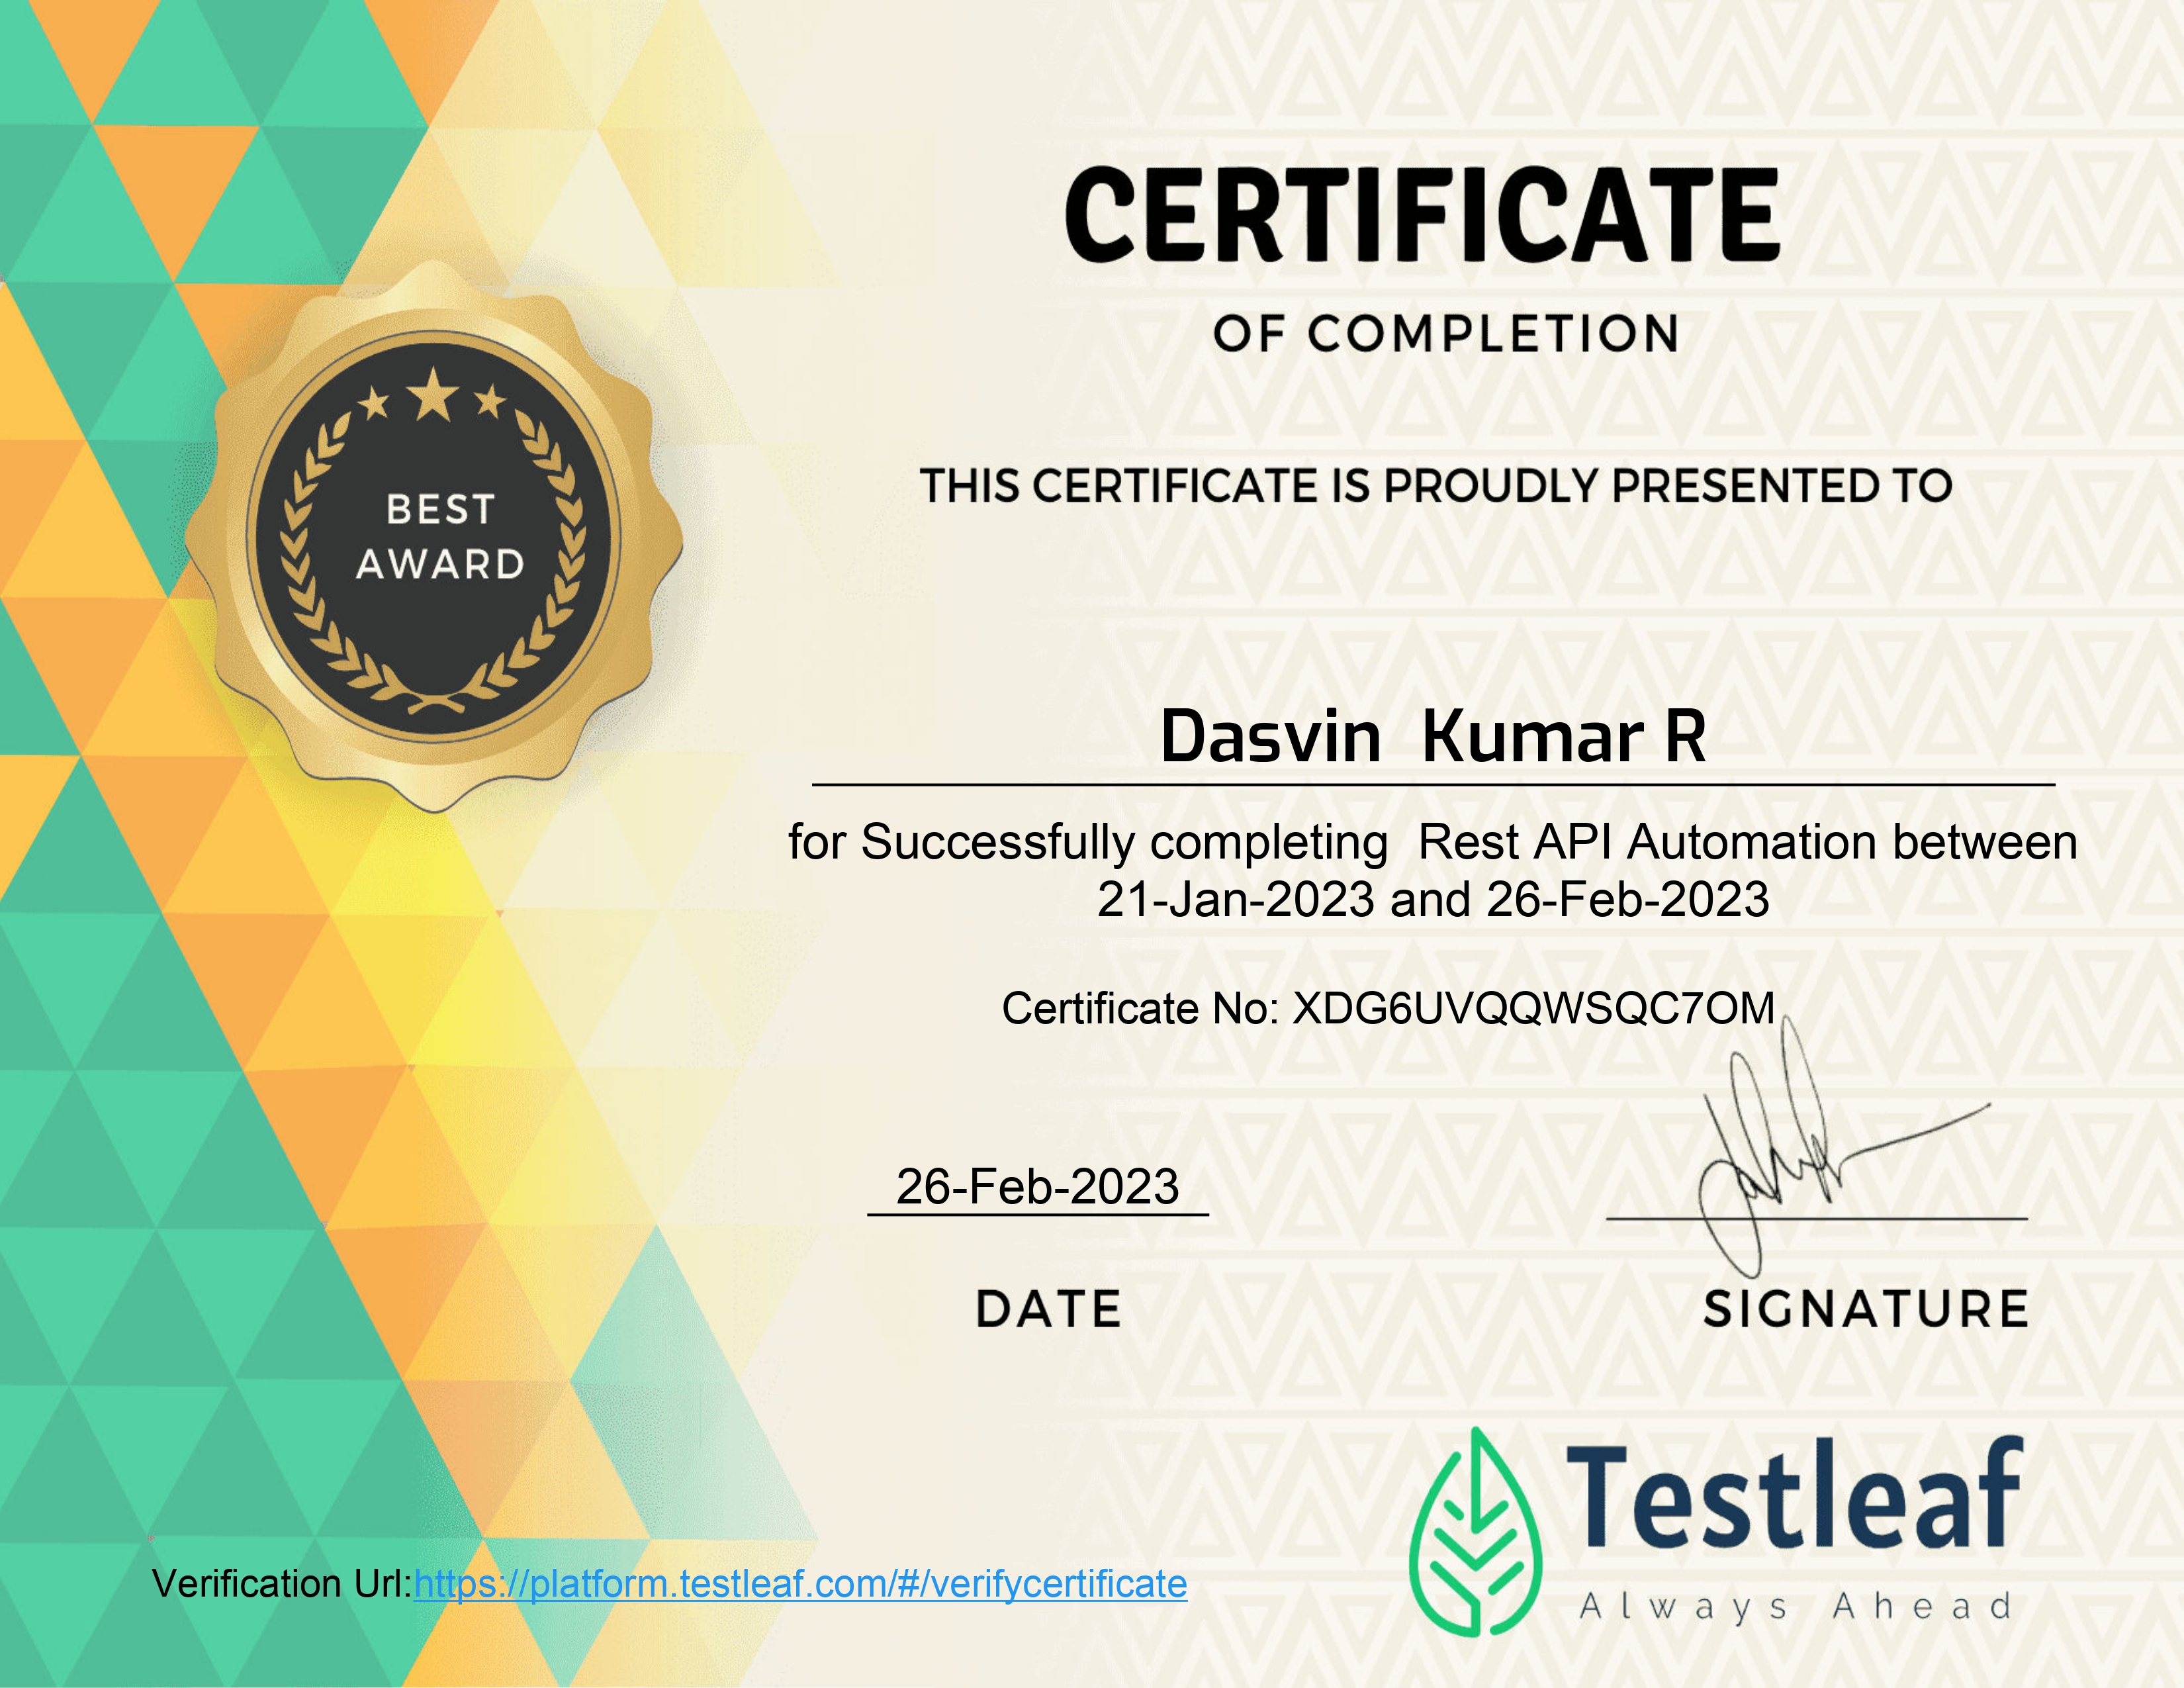 CERTIFICATE
OF COMPLETION
THIS CERTIFICATE IS PROUDLY PRESENTED TO
BEST
AWARD
Dasvin  Kumar R
for Successfully completing  Rest API Automation between
21-Jan-2023 and 26-Feb-2023
Certificate No: XDG6UVQQWSQC7OM
26-Feb-2023
DATE
SIGNATURE
Testleaf
Always Ahead
Verification Url:https://platform.testleaf.com/#/verifycertificate